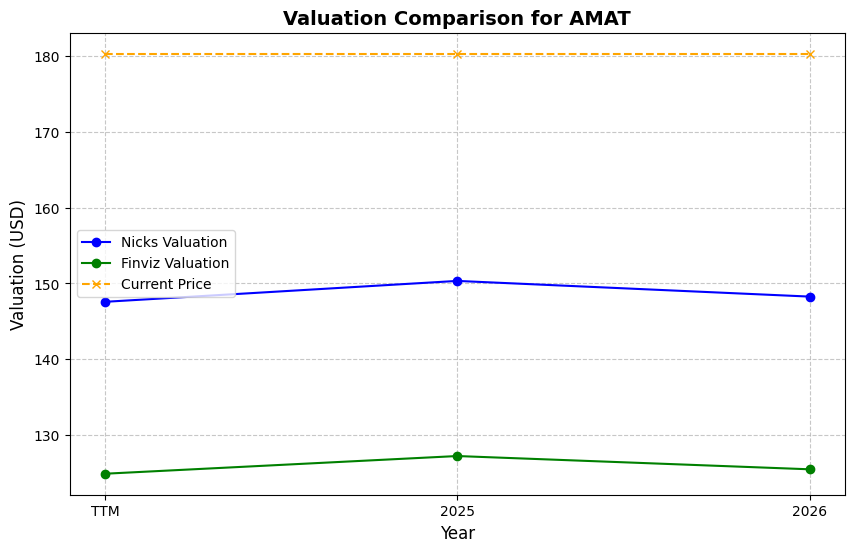 Valuation Comparison for AMAT
Valuation (USD)
180
170
160
150
140
130
Nicks Valuation
Finviz Valuation
Current Price
TTM
2025
2026
Year